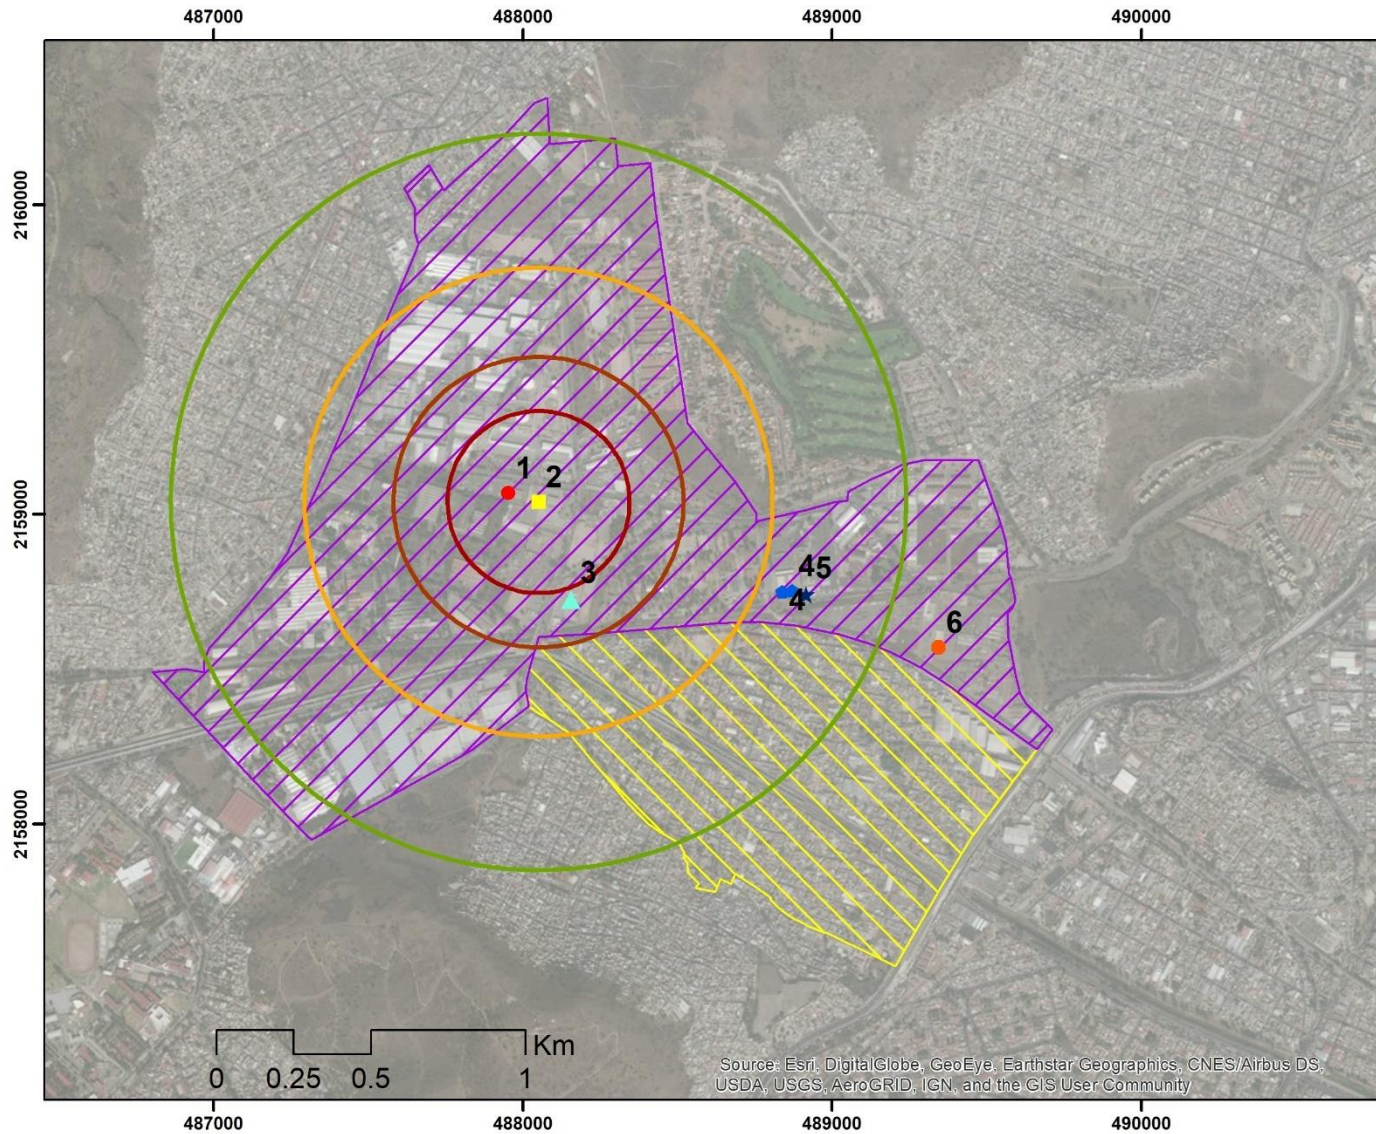 487000 488000 489000 490000
2160000
2159000
2158000
1
2
3
45
4
6
Km
0 0.25 0.5 1
Source: Esri, DigitalGlobe, GeoEye, Earthstar Geographics, CNES/Airbus DS,
USDA, USGS, AeroGRID, IGN, and the GIS User Community
487000 488000 489000 490000